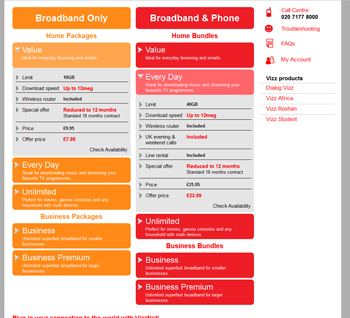 Broadband Only
Home Packages
Value
Ideal for everyday browsing and emails.
Limit 10GB
Download speed Up to 12meg
Wireless router Included
Special offer Reduced to 12 months
Standard 18 months contract
Price £9.95
Offer price £7.99
Check Availability
Every Day
Great for downloading music and streaming your
favourite TV programmes.
Unlimited
Perfect for movies, games consoles and any
household with multi devices.
Business Packages
Business
Unlimited superfast broadband for smaller
businesses.
Business Premium
Unlimited superfast broadband for larger
businesses.
Broadband & Phone
Home Bundles
Value
Ideal for everyday browsing and emails.
Every Day
Great for downloading music and streaming your
favourite TV programmes.
Limit 40GB
Download speed Up to 12meg
Wireless router Included
UK evening &
weekend calls Included
Line rental Included
Special offer Reduced to 12 months
Standard 18 months contract
Price £25.95
Offer price £23.99
Check Availability
Unlimited
Perfect for movies, games consoles and any
household with multi devices.
Business Bundles
Business
Unlimited superfast broadband for smaller
businesses.
Business Premium
Unlimited superfast broadband for larger
businesses.
Call Centre
020 7177 8000
Troubleshooting
FAQs
My Account
Vizz products
Dialog Vizz
Vizz Africa
Vizz Roshan
Vizz Student
Plug in your connection to the world with VizzNet!